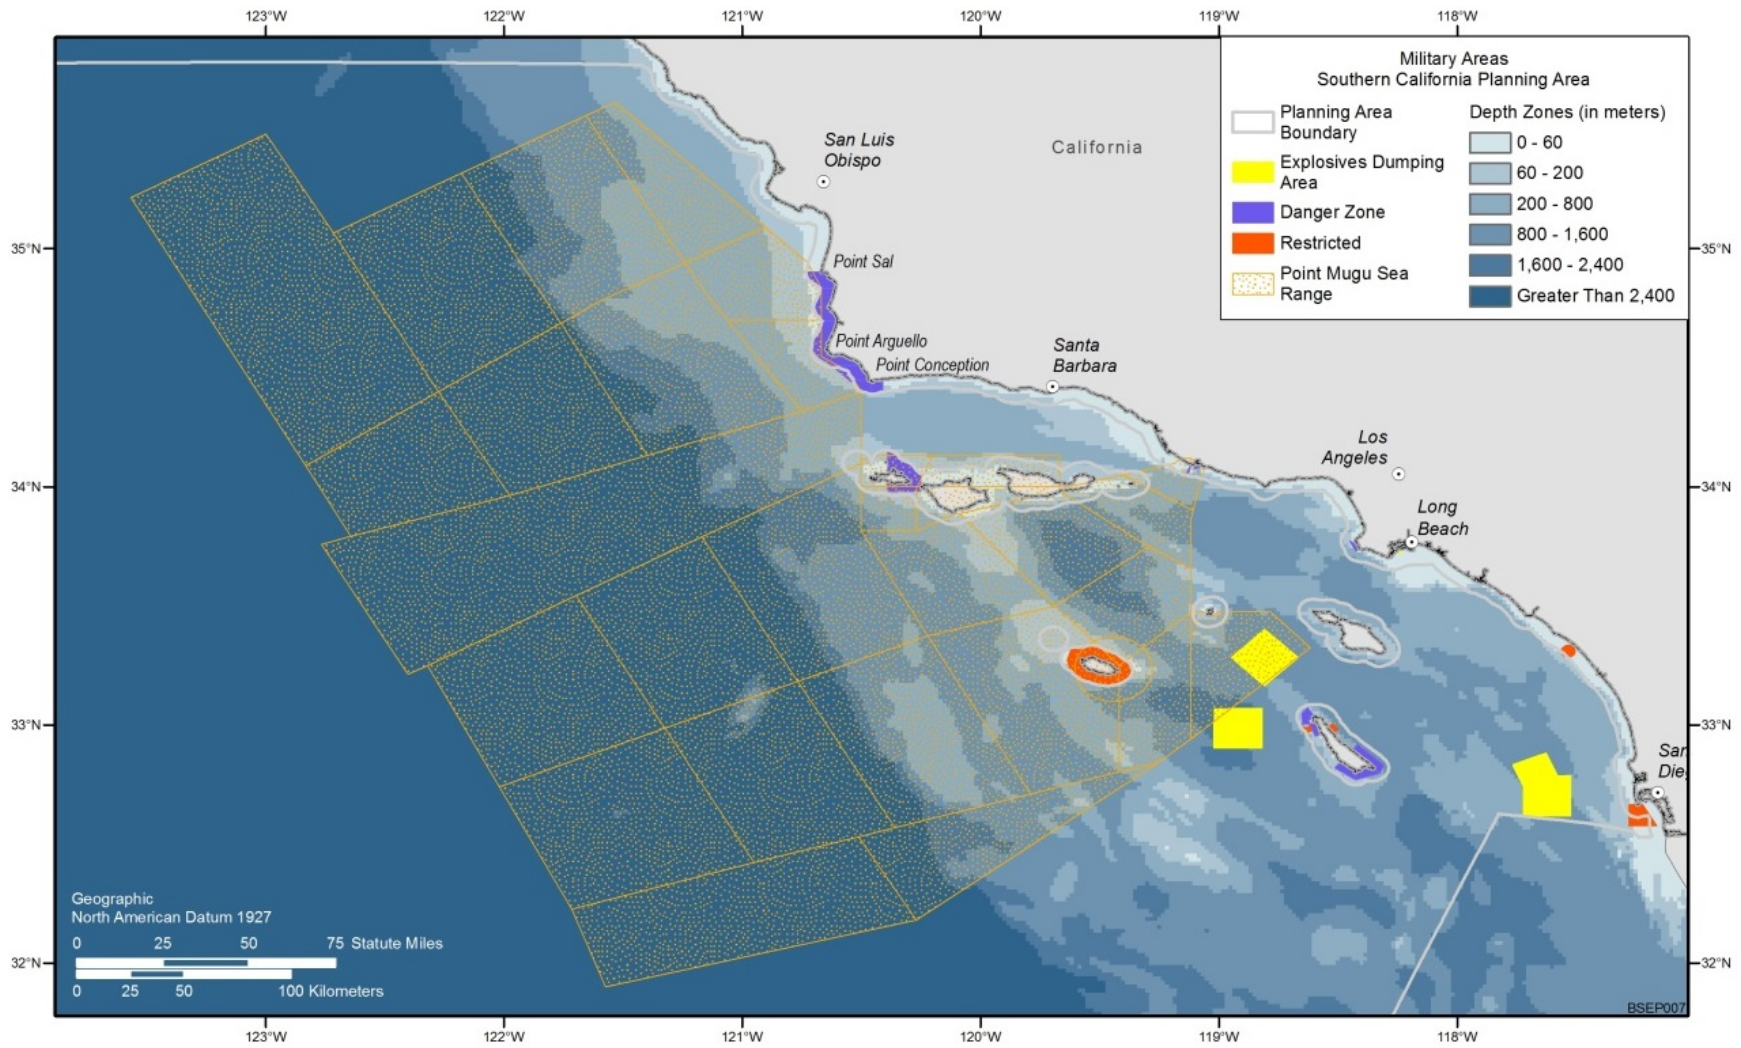 123°W
122°W
121°W
120°W
119°W
118°W
Military Areas
Southern California Planning Area
Planning Area
Boundary
Explosives Dumping
Area
Danger Zone
Restricted
Point Mugu Sea
Range
Depth Zones (in meters)
0 - 60
60 - 200
200 - 800
800 - 1,600
1,600 - 2,400
Greater Than 2,400
San Luis
Obispo
California
35°N
35°N
Point Sal
Point Arguello
Point Conception
Santa
Barbara
Los
Angeles
34°N
34°N
Long
Beach
33°N
33°N
San
Die
Geographic
North American Datum 1927
0 25 50 75 Statute Miles
0 25 50 100 Kilometers
32°N
32°N
BSEP007
123°W
122°W
121°W
120°W
119°W
118°W